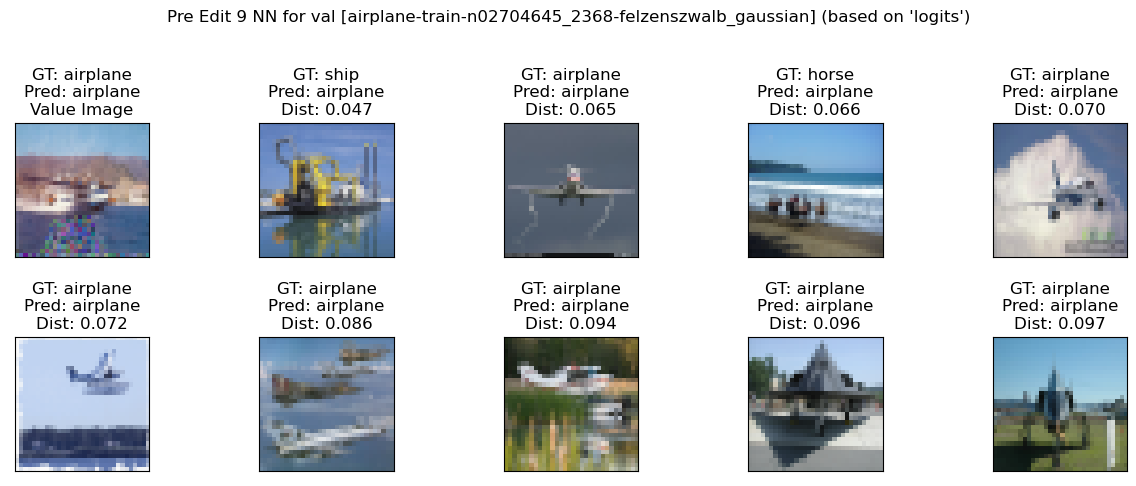 Pre Edit 9 NN for val [airplane-train-n02704645_2368-felzenszwalb_gaussian] (based on 'logits')
GT: airplane
Pred: airplane
Value Image
GT: ship
Pred: airplane
Dist: 0.047
GT: airplane
Pred: airplane
Dist: 0.065
GT: horse
Pred: airplane
Dist: 0.066
GT: airplane
Pred: airplane
Dist: 0.070
GT: airplane
Pred: airplane
Dist: 0.072
GT: airplane
Pred: airplane
Dist: 0.086
GT: airplane
Pred: airplane
Dist: 0.094
GT: airplane
Pred: airplane
Dist: 0.096
GT: airplane
Pred: airplane
Dist: 0.097